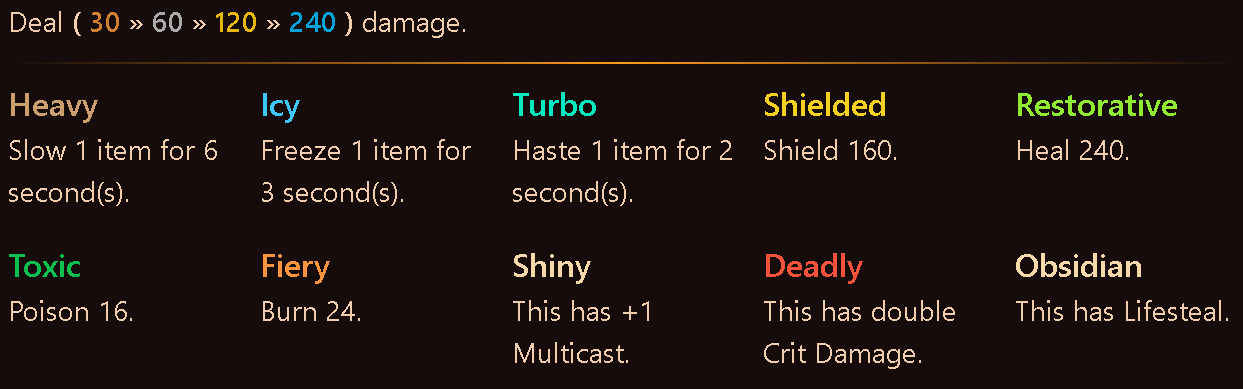 Deal ( 30 » 60 » 120 » 240 ) damage.
Heavy
Slow 1 item for 6
second(s).
Icy
Freeze 1 item for
3 second(s).
Turbo
Haste 1 item for 2
second(s).
Shielded
Shield 160.
Restorative
Heal 240.
Toxic
Poison 16.
Fiery
Burn 24.
Shiny
This has +1
Multicast.
Deadly
This has double
Crit Damage.
Obsidian
This has Lifesteal.